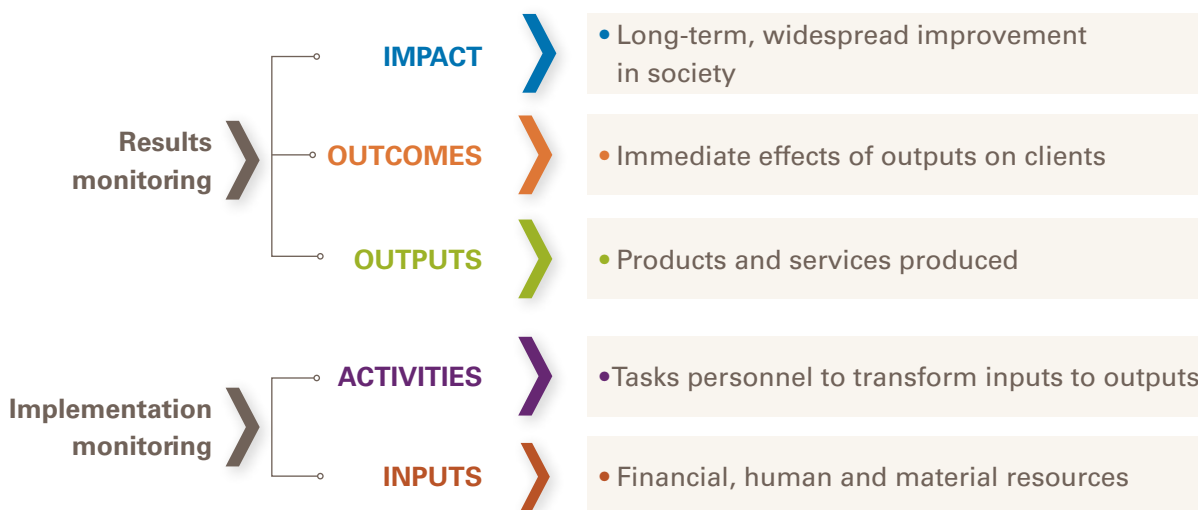 IMPACT
• Long-term, widespread improvement
in society
Results
monitoring
OUTCOMES
• Immediate effects of outputs on clients
OUTPUTS
• Products and services produced
ACTIVITIES
•Tasks personnel to transform inputs to outputs
Implementation
monitoring
INPUTS
• Financial, human and material resources